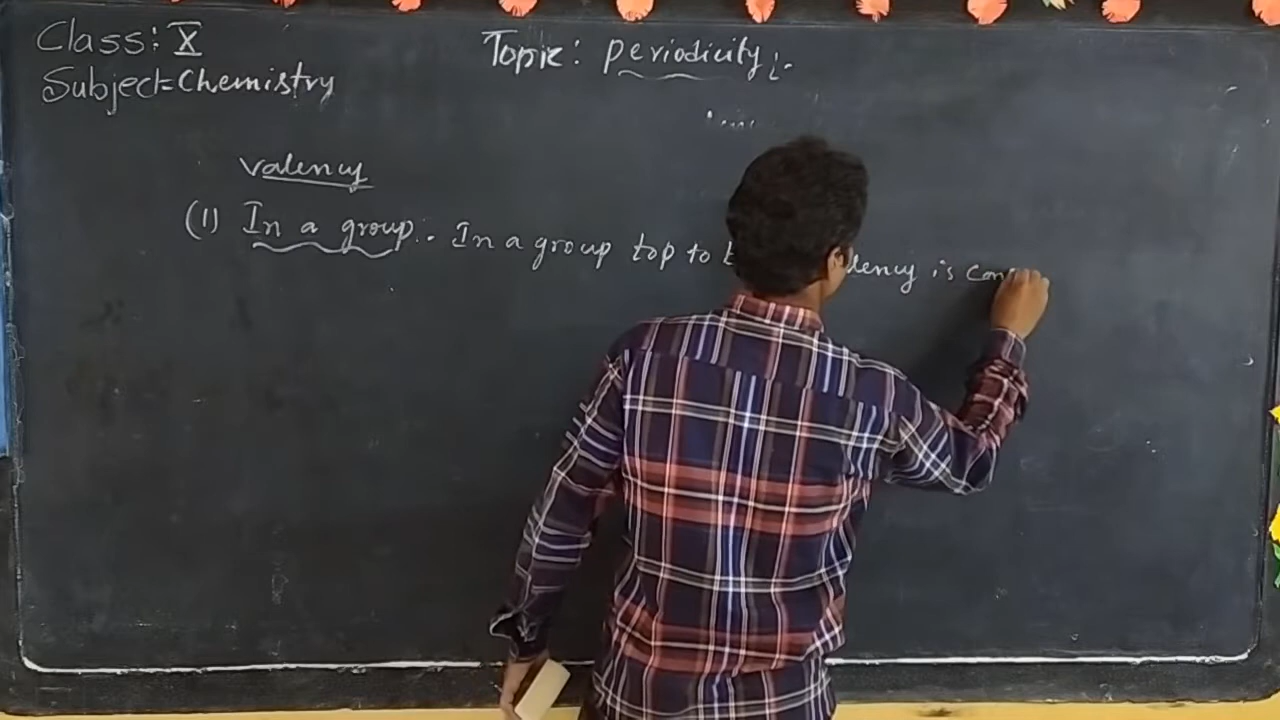 Class: X
Subject=Chemistry
Topic: periodicity:-
Valency
(1) In a group:- In a group top to lency is con